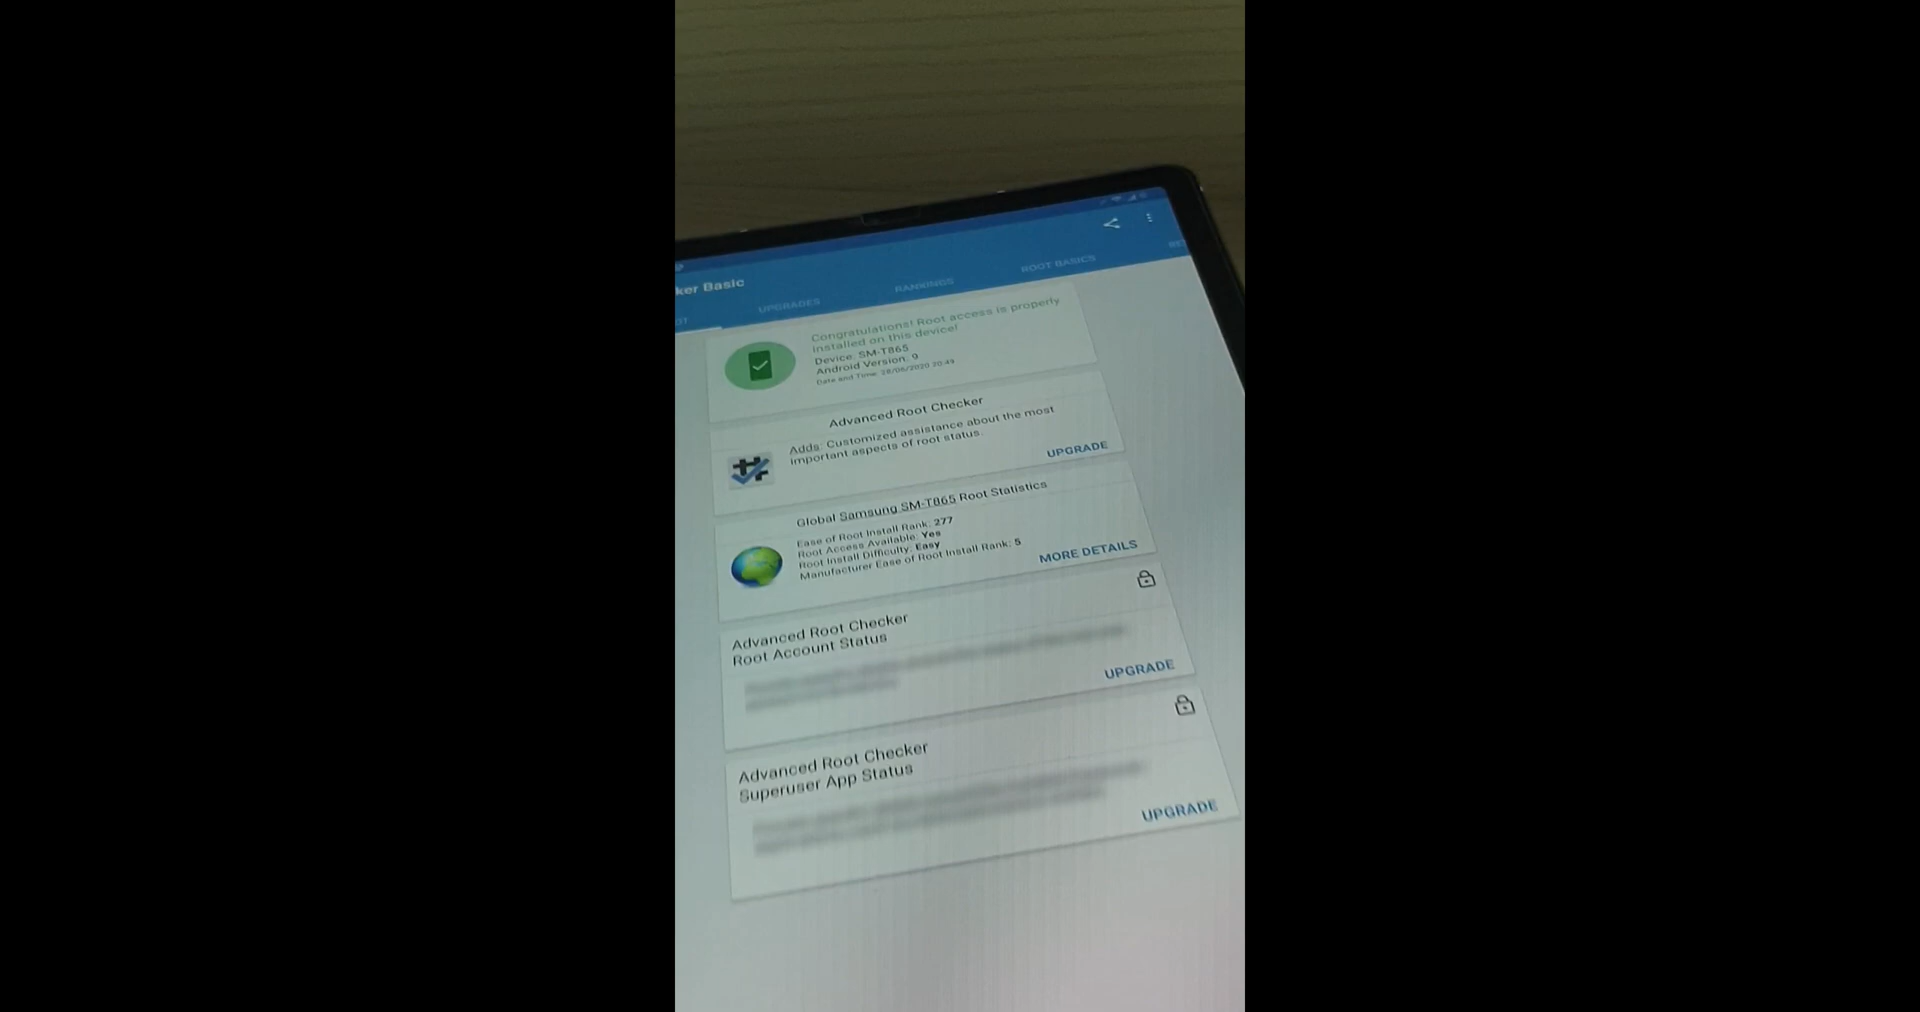 ker Basic
OT UPGRADES RANKINGS ROOT BASICS
Congratulations! Root access is properly
installed on this device!
Device: SM-T865
Android Version: 9
Date and Time: 28/06/2020 20:49
Advanced Root Checker
Adds: Customized assistance about the most
important aspects of root status.
UPGRADE
Global Samsung SM-T865 Root Statistics
Ease of Root Install Rank: 277
Root Access Available: Yes
Root Install Difficulty: Easy
Manufacturer Ease of Root Install Rank: 5
MORE DETAILS
Advanced Root Checker
Root Account Status
UPGRADE
Advanced Root Checker
Superuser App Status
UPGRADE